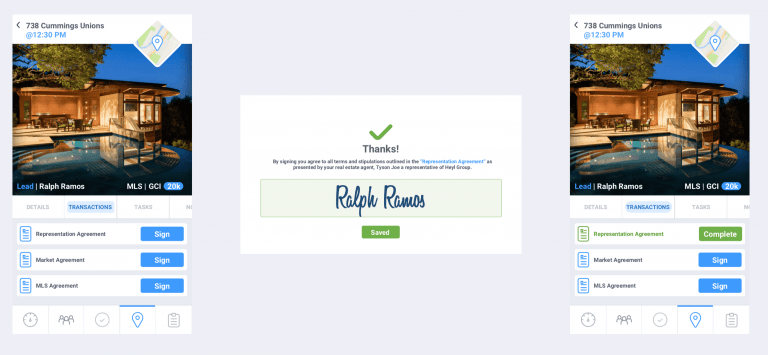 738 Cummings Unions
@12:30 PM
Lead | Ralph Ramos
MLS | GCI 20k
DETAILS TRANSACTIONS TASKS
Representation Agreement Sign
Market Agreement Sign
MLS Agreement Sign
Thanks!
By signing you agree to all terms and stipulations outlined in the "Representation Agreement" as
presented by your real estate agent, Tyson Joe a representative of Heyl Group.
Ralph Ramos
Saved
738 Cummings Unions
@12:30 PM
Lead | Ralph Ramos
MLS | GCI 20k
DETAILS TRANSACTIONS TASKS
Representation Agreement Complete
Market Agreement Sign
MLS Agreement Sign